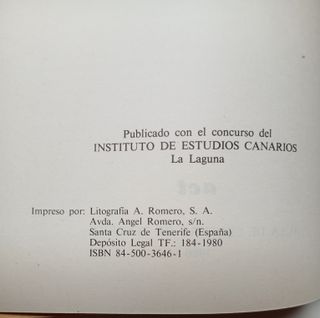 Publicado con el concurso del
INSTITUTO DE ESTUDIOS CANARIOS
La Laguna
Impreso por: Litografía A. Romero, S. A.
Avda. Angel Romero, s/n.
Santa Cruz de Tenerife (España)
Depósito Legal TF.: 184-1980
ISBN 84-500-3646-1